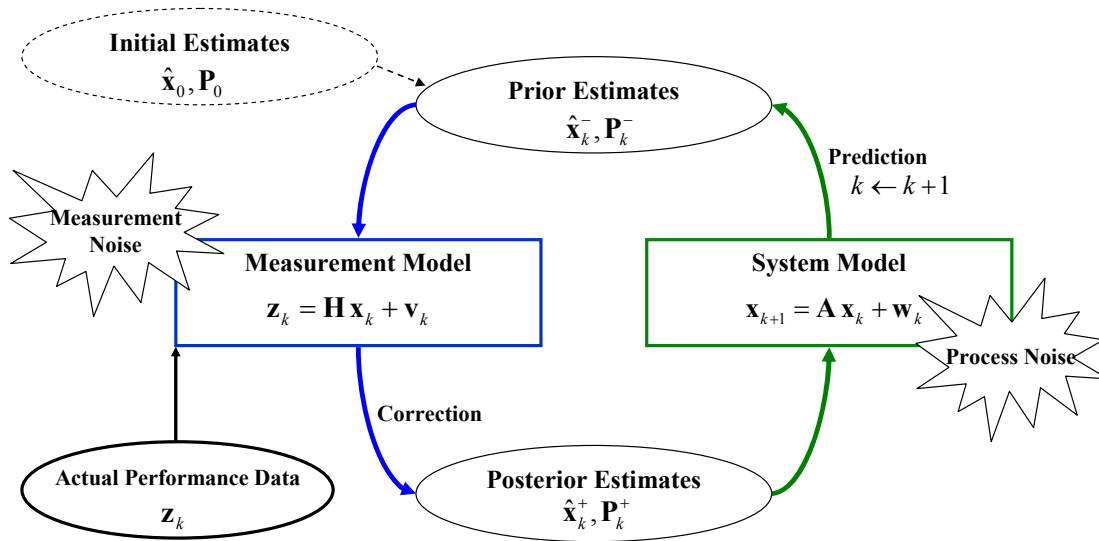 Initial Estimates
x̂₀, P₀
Prior Estimates
x̂ₖ⁻, Pₖ⁻
Prediction
k ← k+1
Measurement
Noise
Measurement Model
zₖ = H xₖ + vₖ
System Model
xₖ₊₁ = A xₖ + wₖ
Process Noise
Correction
Actual Performance Data
zₖ
Posterior Estimates
x̂ₖ⁺, Pₖ⁺